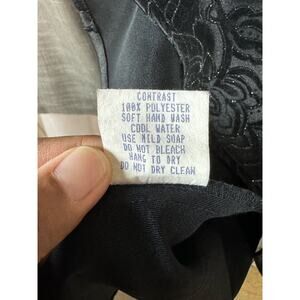 CONTRAST
100% POLYESTER
SOFT HAND WASH
COOL WATER
USE MILD SOAP
DO NOT BLEACH
HANG TO DRY
DO NOT DRY CLEAN